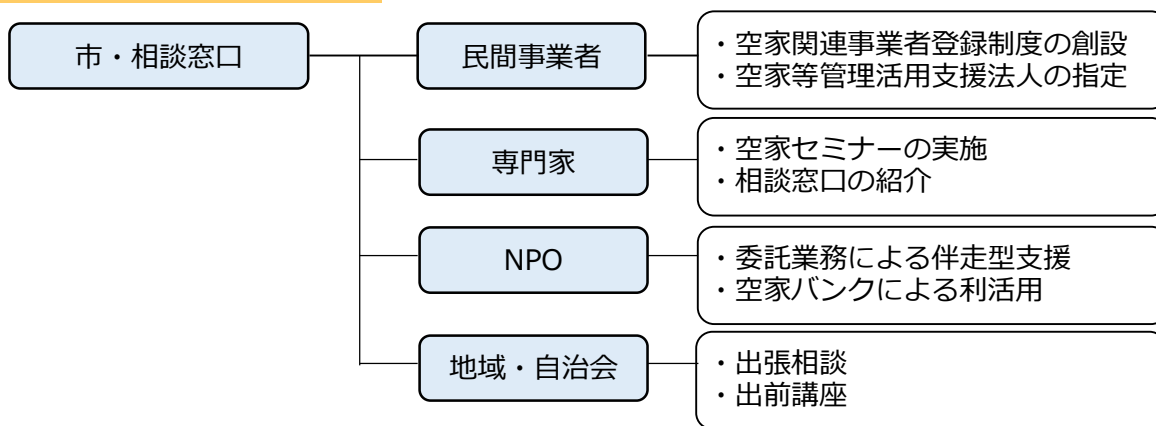 市・相談窓口
民間事業者
・空家関連事業者登録制度の創設
・空家等管理活用支援法人の指定
専門家
・空家セミナーの実施
・相談窓口の紹介
NPO
・委託業務による伴走型支援
・空家バンクによる利活用
地域・自治会
・出張相談
・出前講座